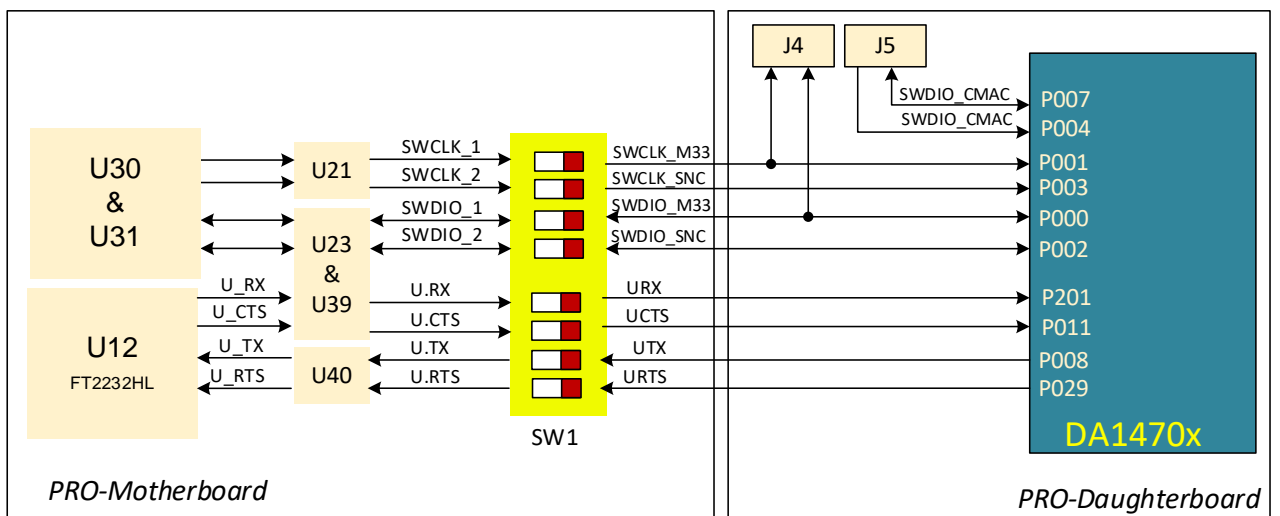 J4
J5
SWDIO_CMAC
P007
SWDIO_CMAC
P004
U30
&
U31
U21
SWCLK_1
SWCLK_M33
P001
SWCLK_2
SWCLK_SNC
P003
U23
&
U39
SWDIO_1
SWDIO_M33
P000
SWDIO_2
SWDIO_SNC
P002
U12
FT2232HL
U_RX
U.RX
URX
P201
U_CTS
U.CTS
UCTS
P011
U_TX
U40
U.TX
UTX
P008
U_RTS
U.RTS
URTS
P029
SW1
DA1470x
PRO-Motherboard
PRO-Daughterboard